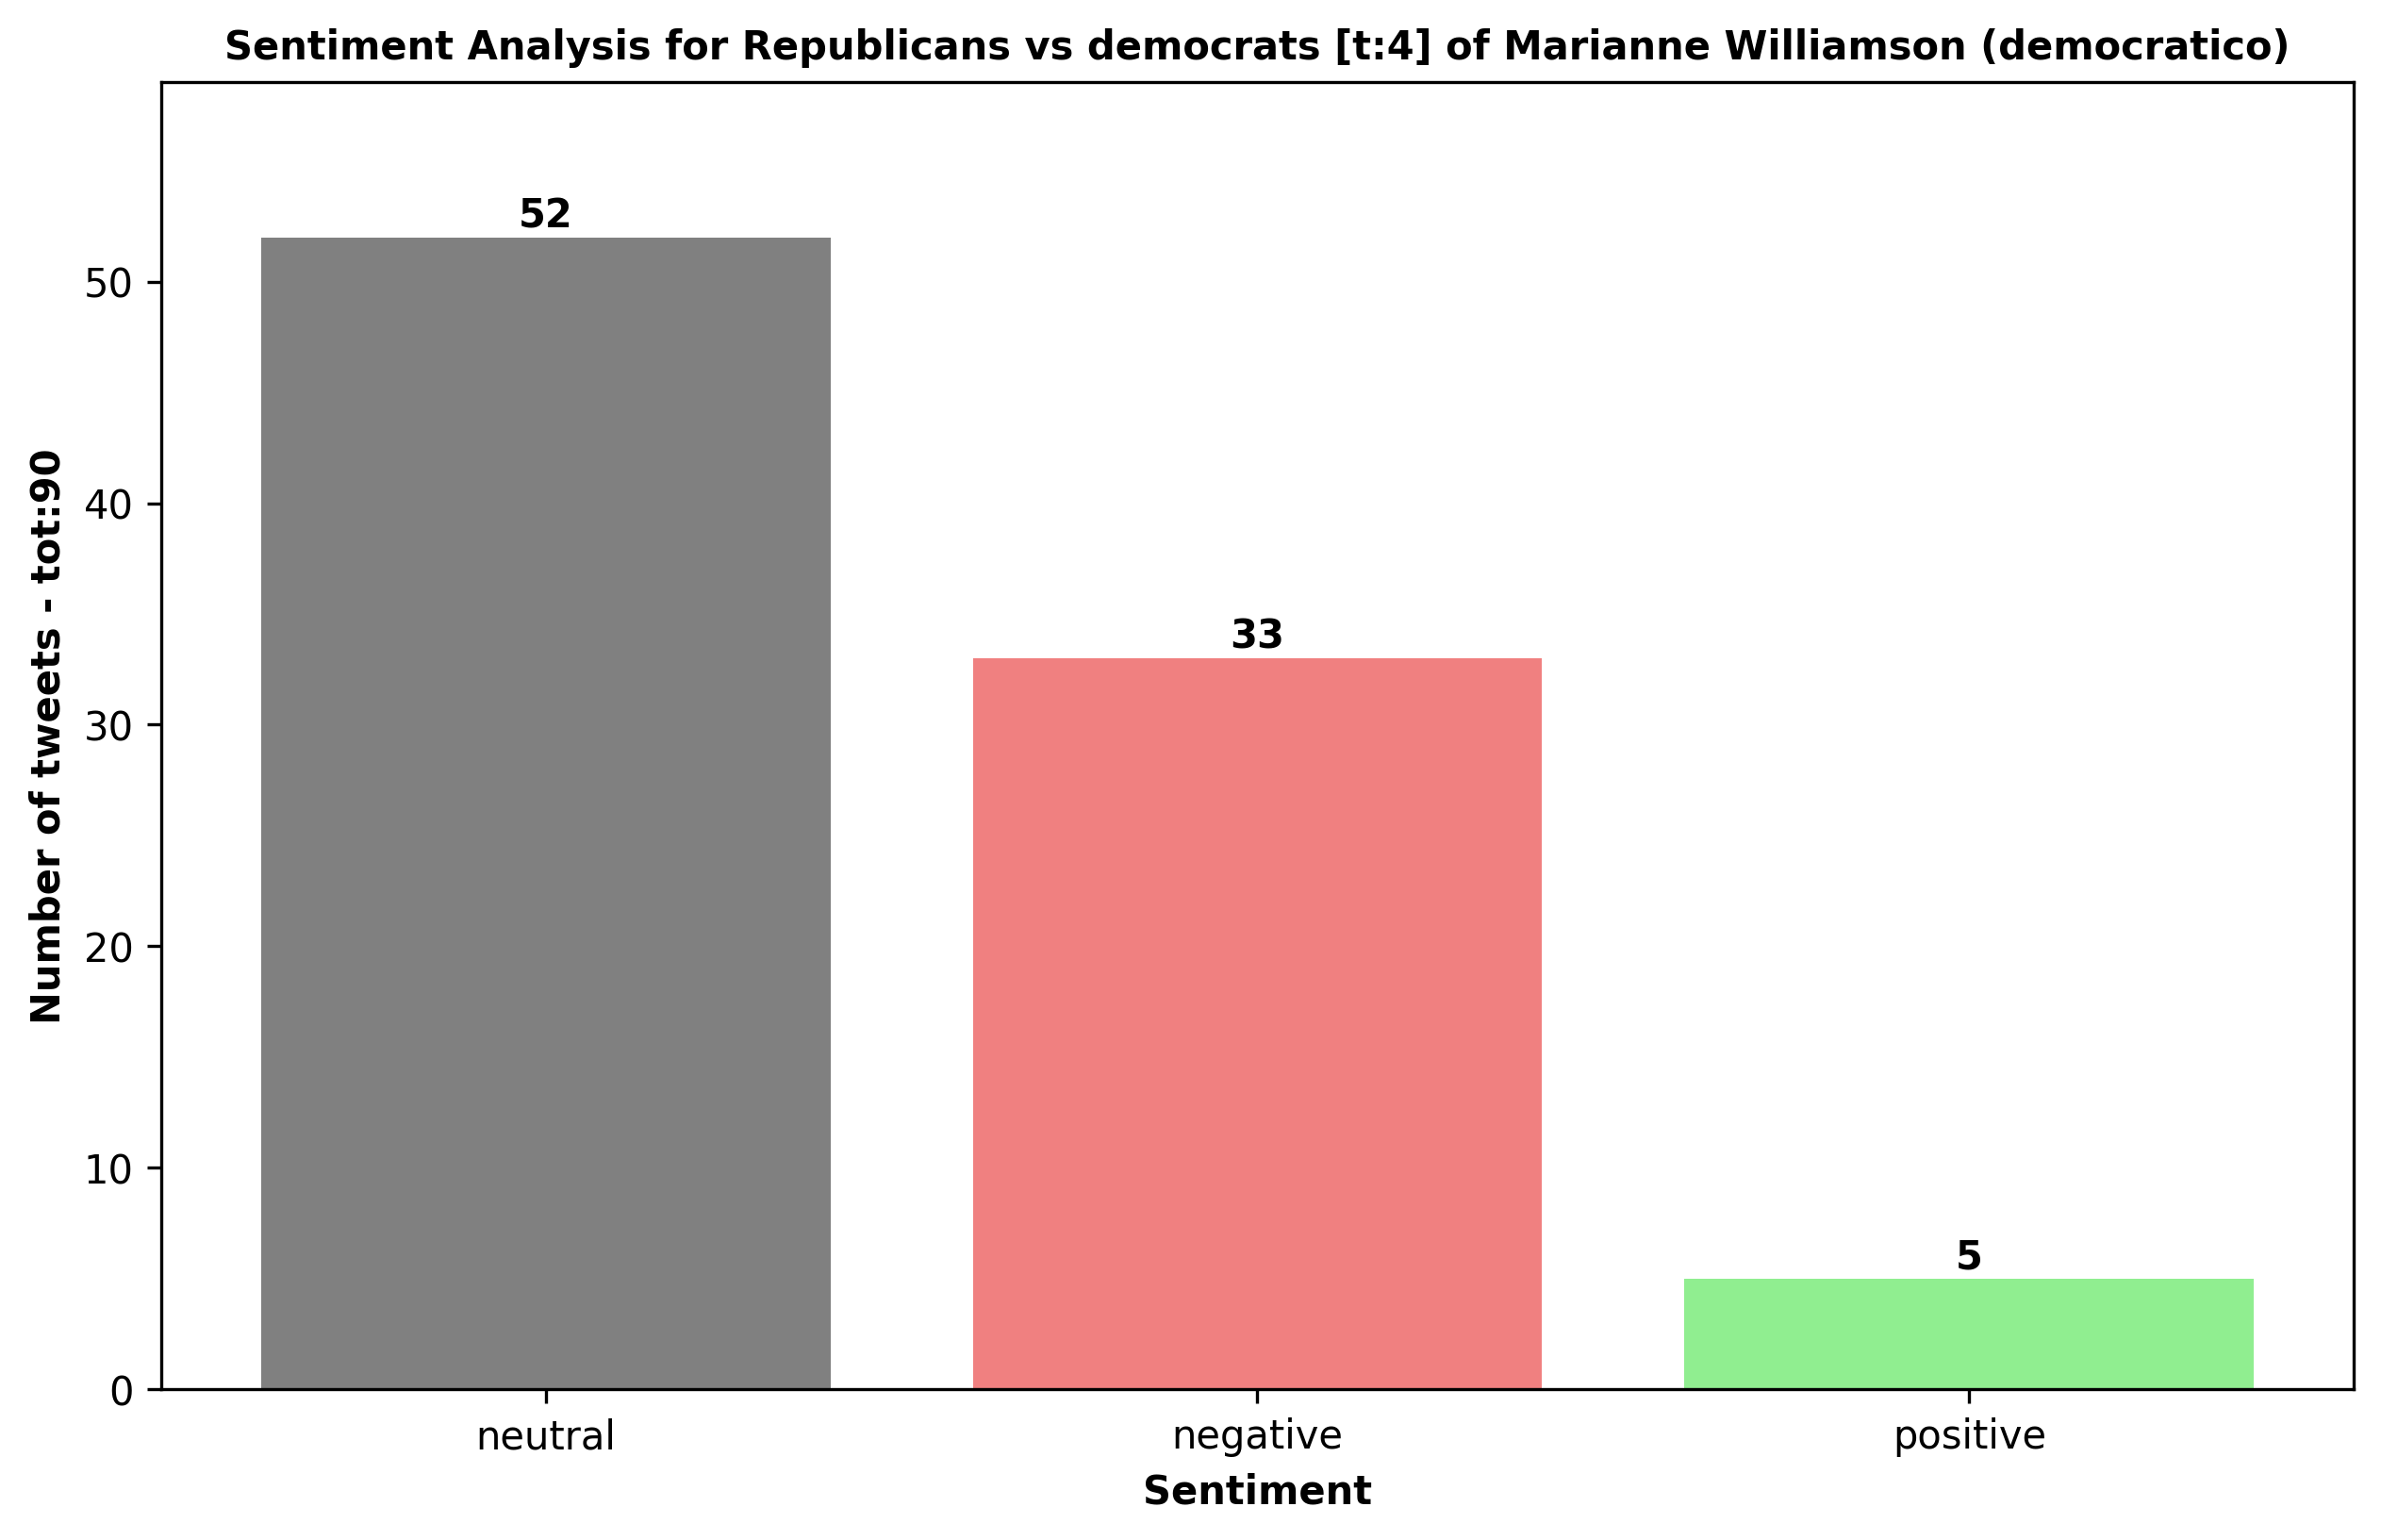 Sentiment Analysis for Republicans vs democrats [t:4] of Marianne Williamson (democratico)
Number of tweets - tot:90
50
40
30
20
10
0
52
33
5
neutral
negative
positive
Sentiment